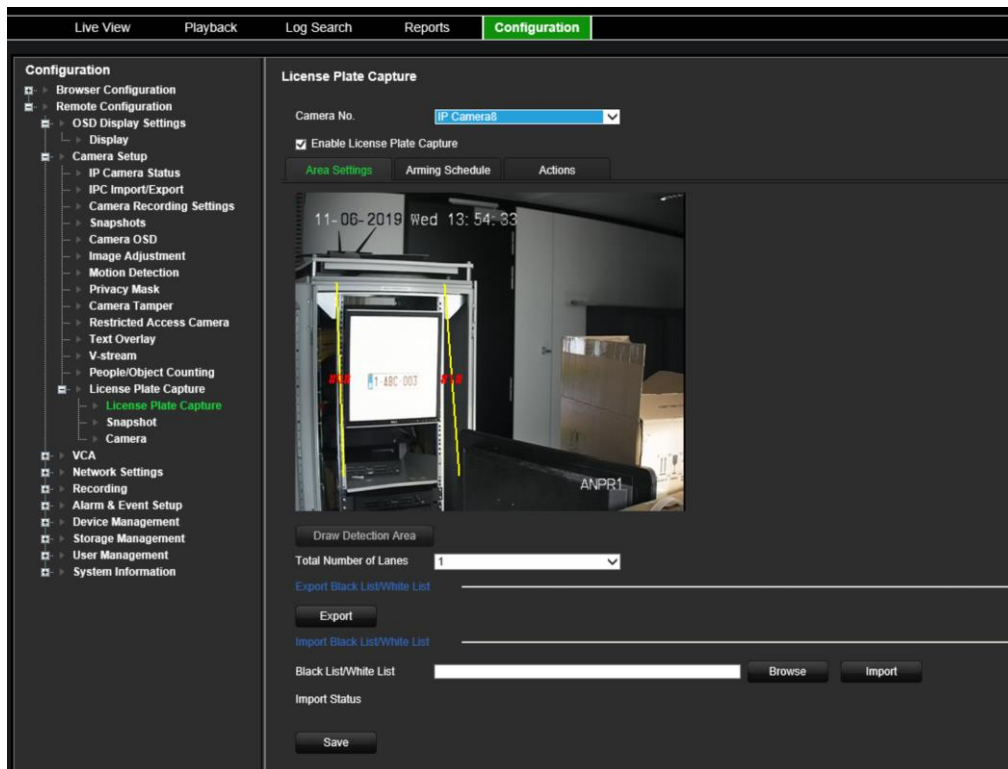 Live View Playback Log Search Reports Configuration
Configuration
Browser Configuration
Remote Configuration
OSD Display Settings
Display
Camera Setup
IP Camera Status
IPC Import/Export
Camera Recording Settings
Snapshots
Camera OSD
Image Adjustment
Motion Detection
Privacy Mask
Camera Tamper
Restricted Access Camera
Text Overlay
V-stream
People/Object Counting
License Plate Capture
License Plate Capture
Snapshot
Camera
VCA
Network Settings
Recording
Alarm & Event Setup
Device Management
Storage Management
User Management
System Information
License Plate Capture
Camera No. IP Camera8
Enable License Plate Capture
Area Settings Arming Schedule Actions
11-06-2019 Wed 13:54:33
1-ABC-003
ANPR1
Draw Detection Area
Total Number of Lanes 1
Export Black List/White List
Export
Import Black List/White List
Black List/White List Browse Import
Import Status
Save